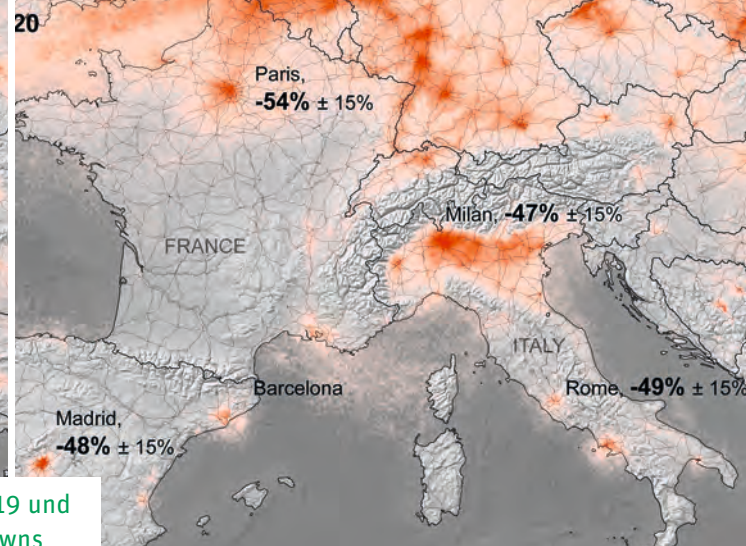 20
Paris,
-54% ± 15%
Milan, -47% ± 15%
FRANCE
ITALY
Barcelona
Rome, -49% ± 15%
Madrid,
-48% ± 15%
19 und
wns